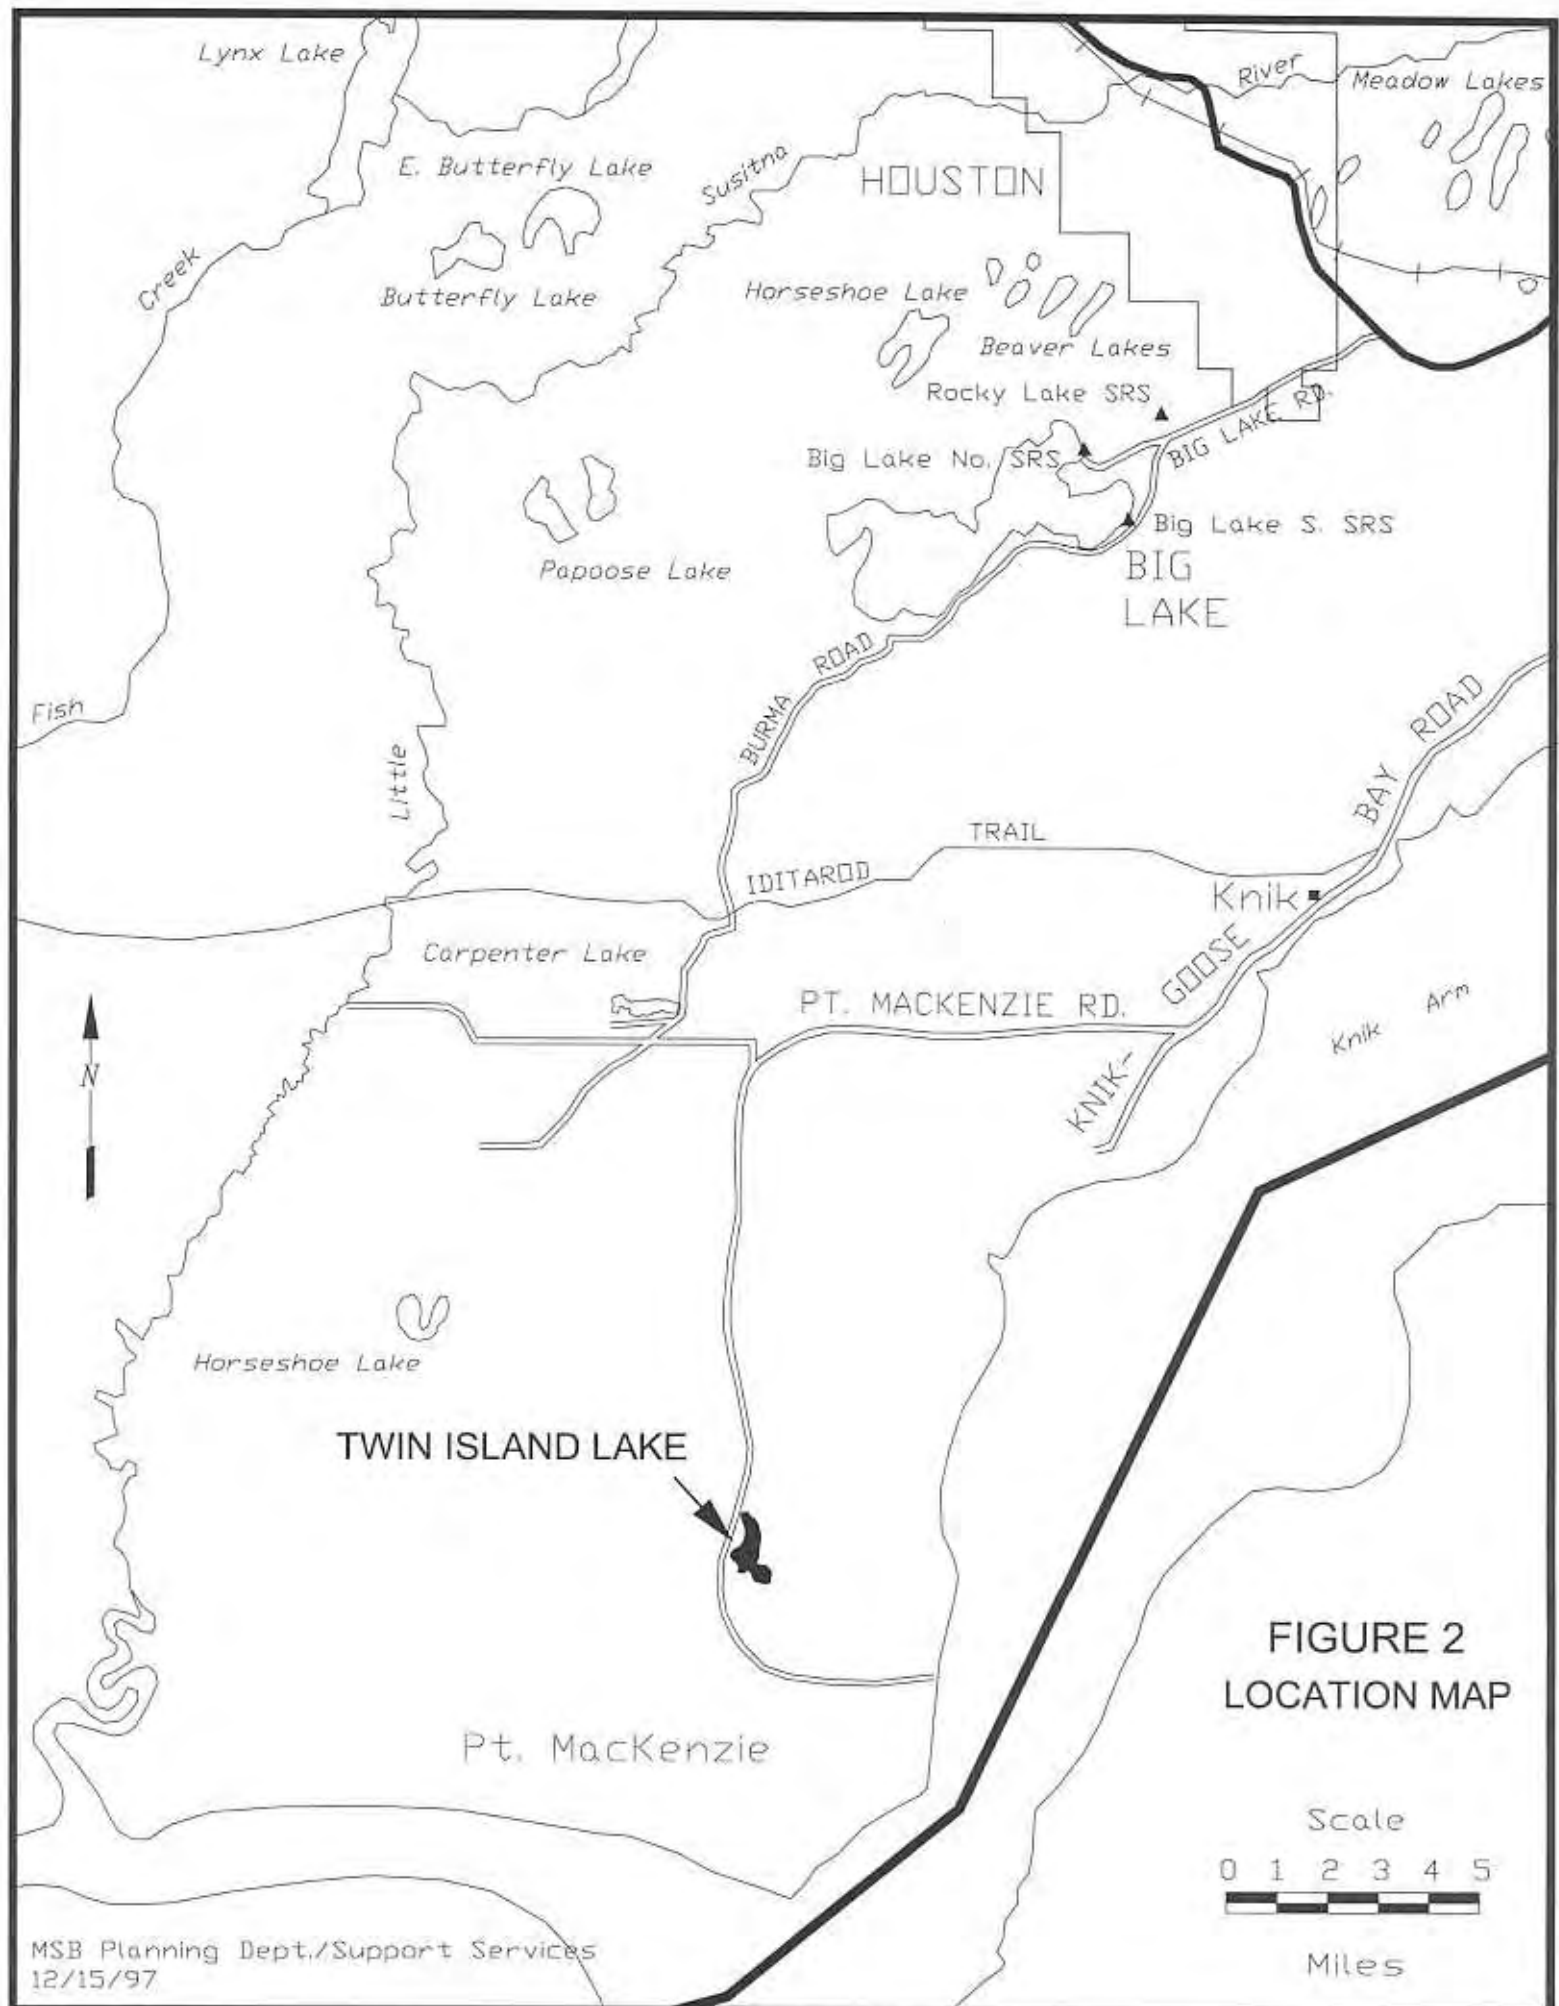 Lynx Lake
River
Meadow Lakes
E. Butterfly Lake
Susitna
HOUSTON
Creek
Butterfly Lake
Horseshoe Lake
Beaver Lakes
Rocky Lake SRS
BIG LAKE RD.
Big Lake No. SRS
Big Lake S. SRS
Papoose Lake
BIG
LAKE
BURMA ROAD
Fish
Little
BAY ROAD
TRAIL
IDITAROD
Knik
Carpenter Lake
GOOSE
PT. MACKENZIE RD.
Knik Arm
N
KNIK-
Horseshoe Lake
TWIN ISLAND LAKE
FIGURE 2
LOCATION MAP
Pt. MacKenzie
Scale
0 1 2 3 4 5
Miles
MSB Planning Dept./Support Services
12/15/97